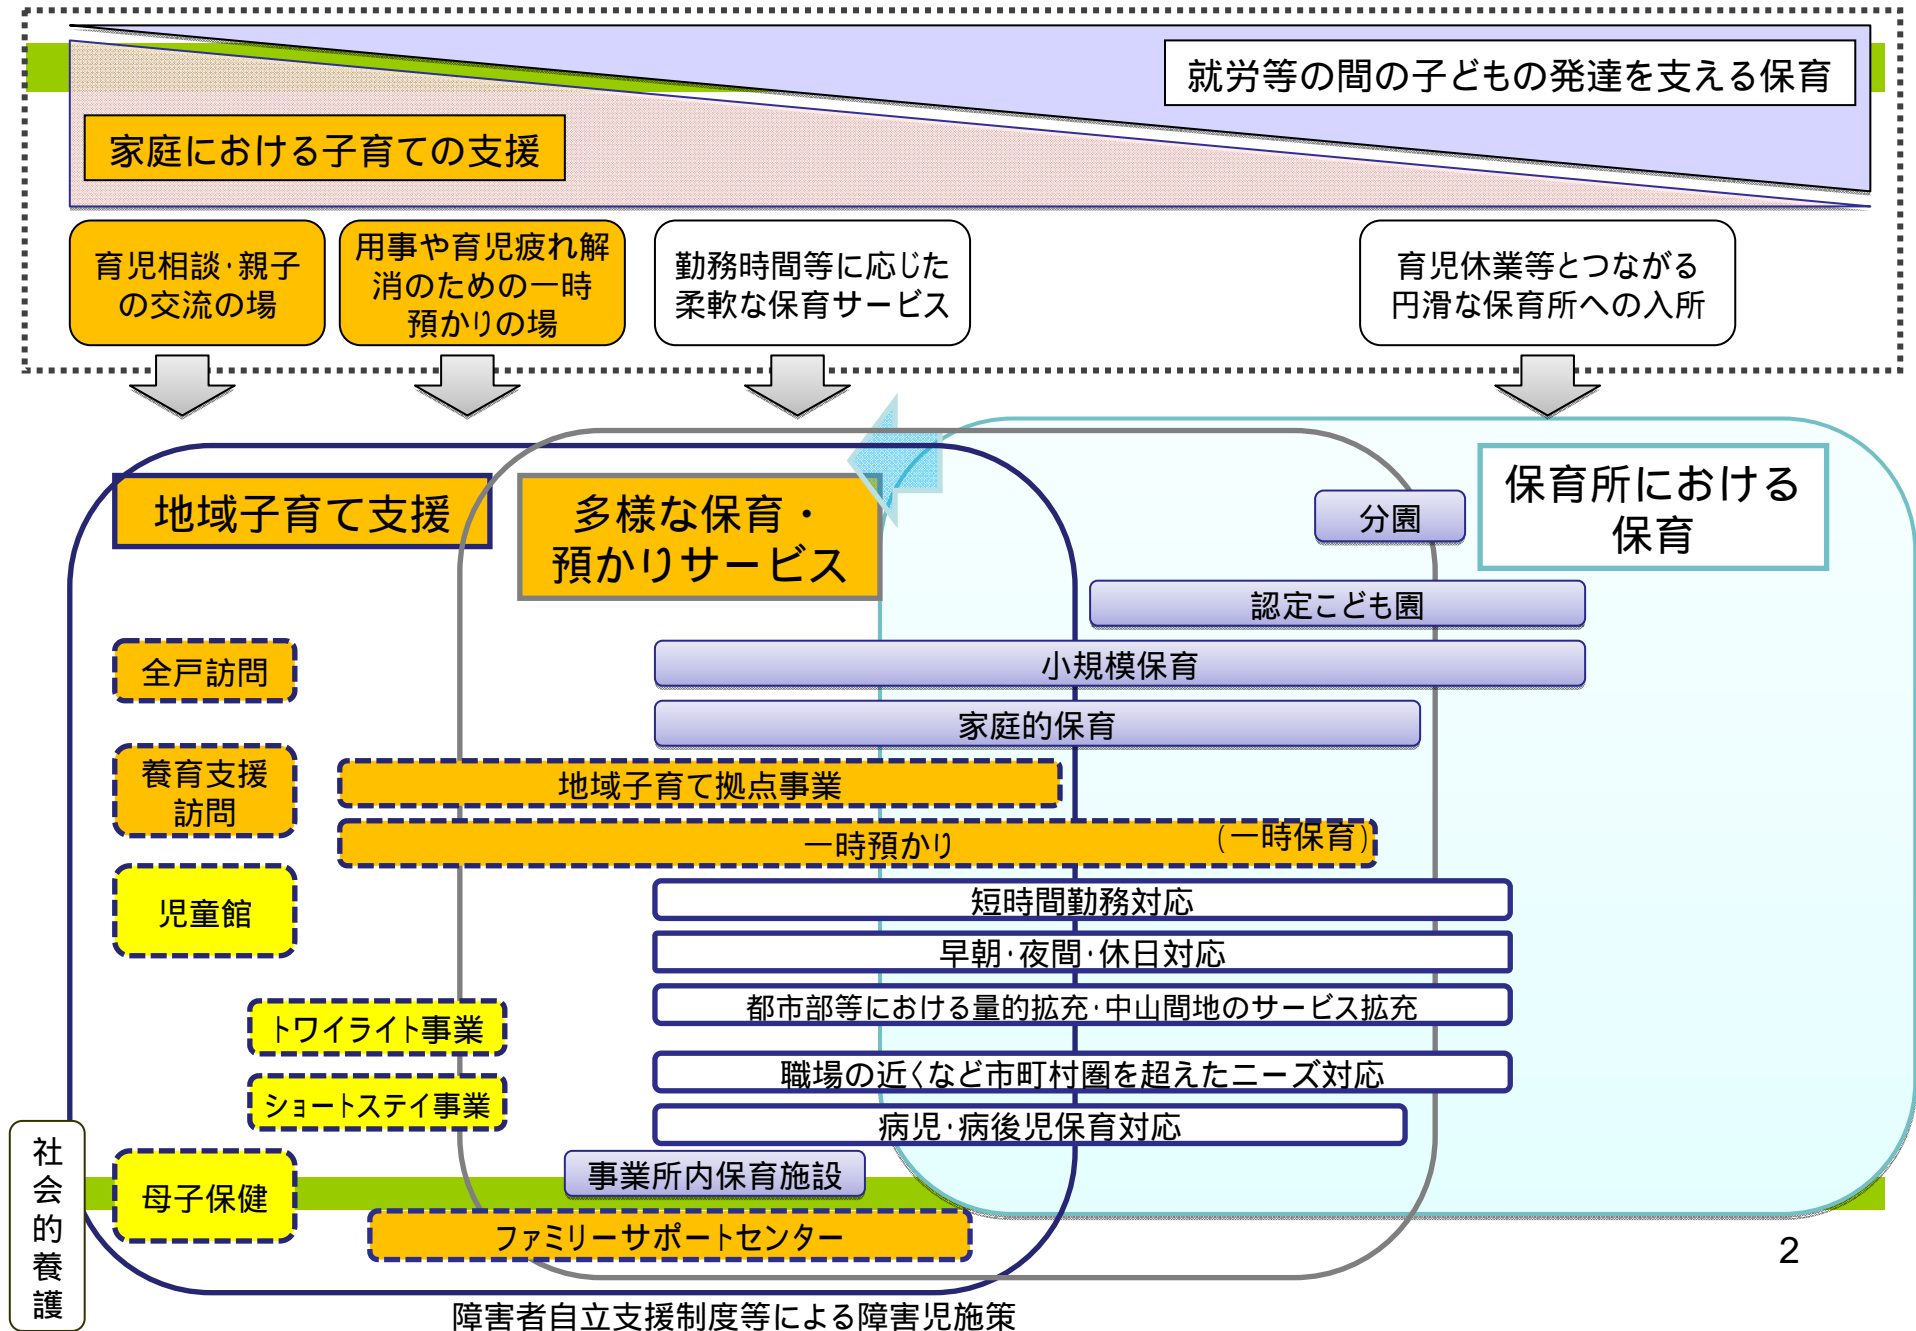 就労等の間の子どもの発達を支える保育
家庭における子育ての支援
育児相談・親子
の交流の場
用事や育児疲れ解
消のための一時
預かりの場
勤務時間等に応じた
柔軟な保育サービス
育児休業等とつながる
円滑な保育所への入所
地域子育て支援
多様な保育・
預かりサービス
保育所における
保育
分園
認定こども園
小規模保育
全戸訪問
家庭的保育
養育支援
訪問
地域子育て拠点事業
一時預かり
(一時保育)
児童館
短時間勤務対応
早朝・夜間・休日対応
都市部等における量的拡充・中山間地のサービス拡充
トワイライト事業
職場の近くなど市町村圏を超えたニーズ対応
ショートステイ事業
病児・病後児保育対応
社会的養護
母子保健
事業所内保育施設
ファミリーサポートセンター
2
障害者自立支援制度等による障害児施策